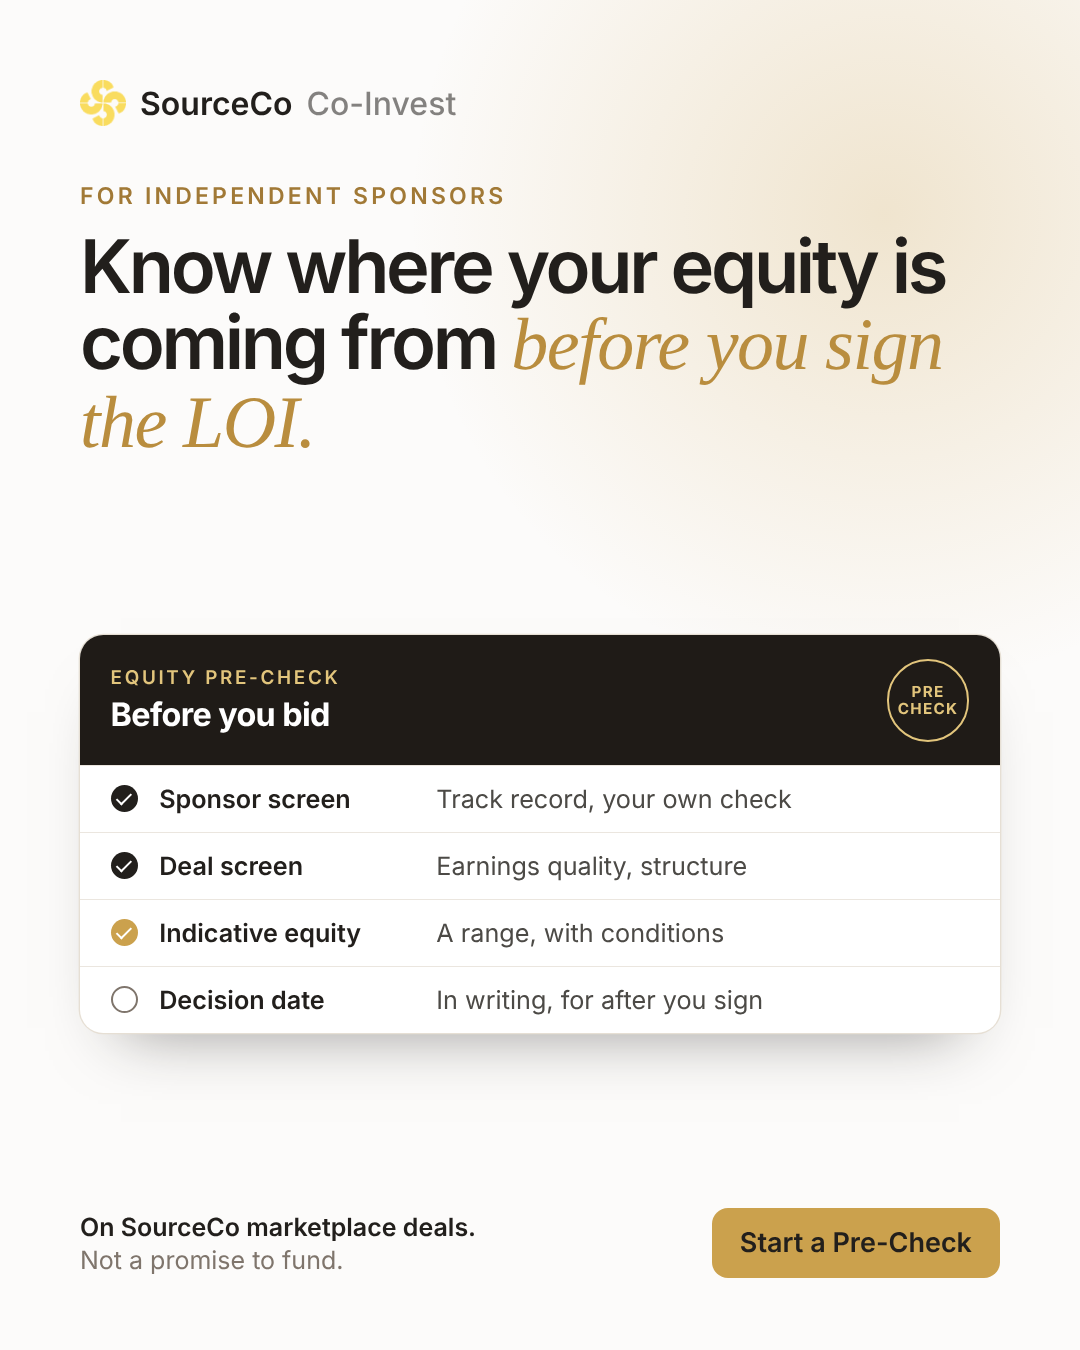 SourceCo Co-Invest
FOR INDEPENDENT SPONSORS
Know where your equity is
coming from before you sign
the LOI.
EQUITY PRE-CHECK
Before you bid
PRE
CHECK
Sponsor screen Track record, your own check
Deal screen Earnings quality, structure
Indicative equity A range, with conditions
Decision date In writing, for after you sign
On SourceCo marketplace deals.
Not a promise to fund.
Start a Pre-Check